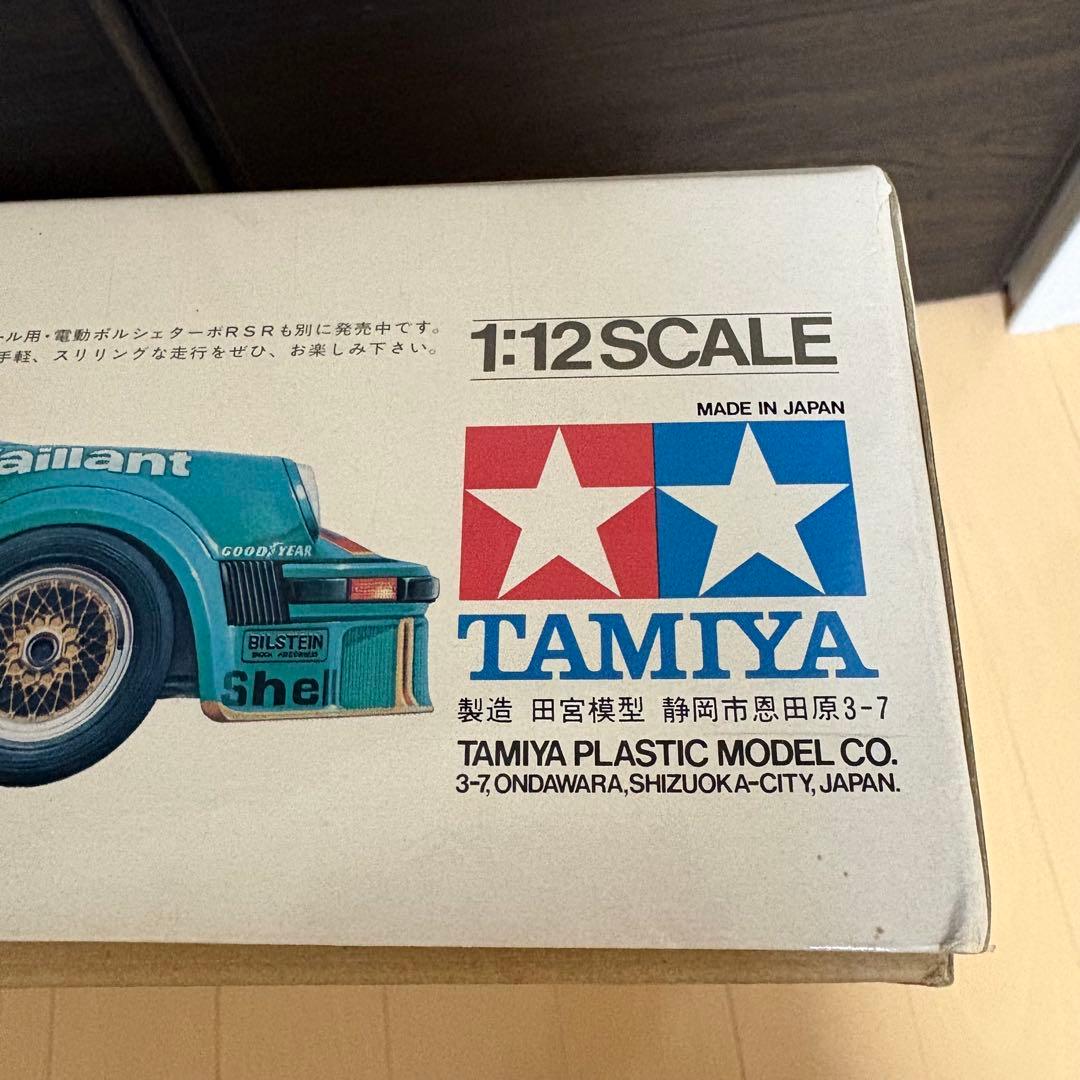 ール用・電動ポルシェターボRSRも別に発売中です。
手軽、スリリングな走行をぜひ、お楽しみ下さい。
1:12 SCALE
MADE IN JAPAN
aillant
GOODYEAR
BILSTEIN
Shell
TAMIYA
製造 田宮模型 静岡市恩田原3-7
TAMIYA PLASTIC MODEL CO.
3-7, ONDAWARA, SHIZUOKA-CITY, JAPAN.